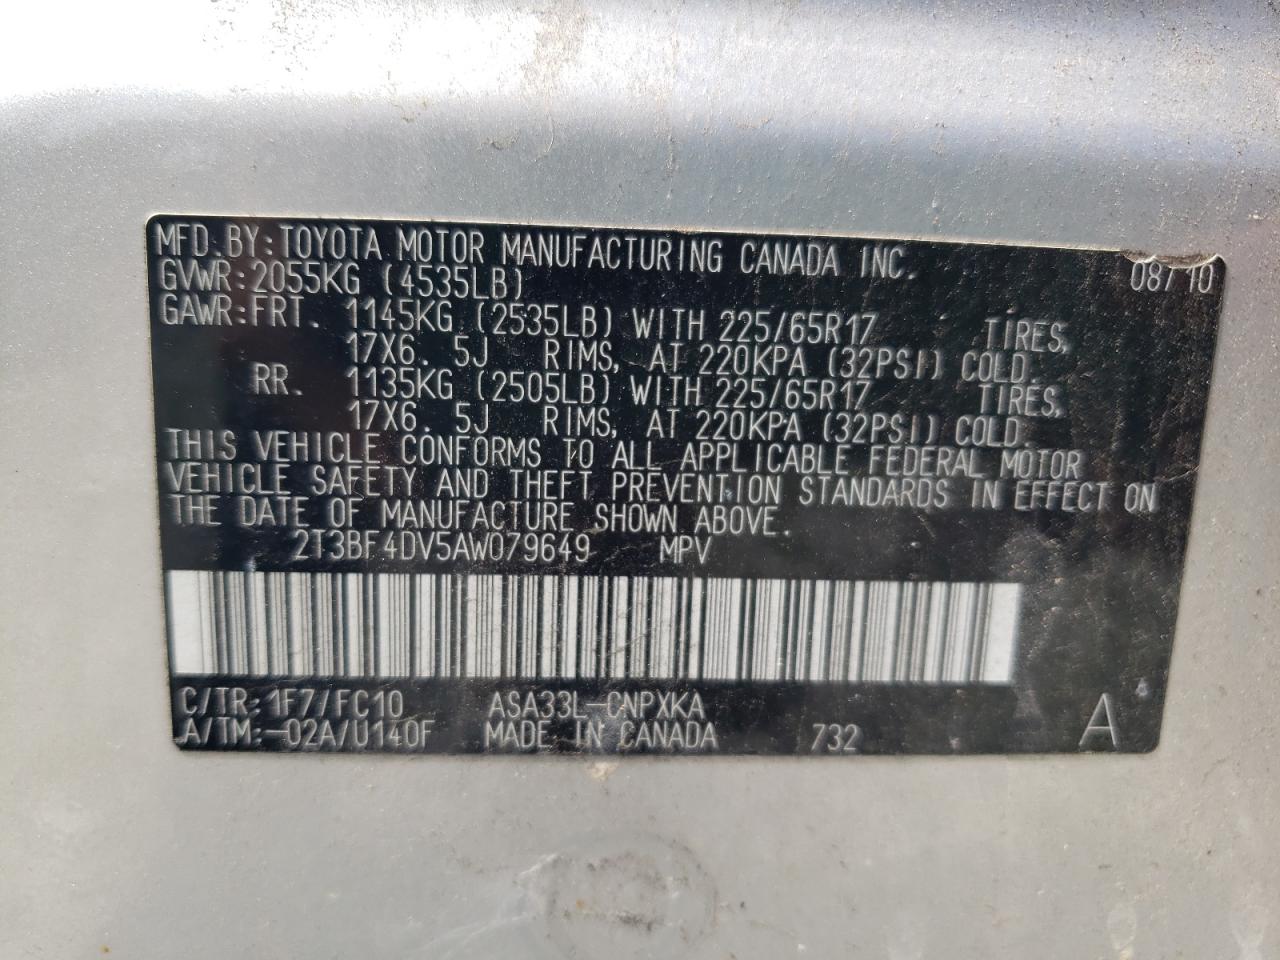 MFD.BY:TOYOTA MOTOR MANUFACTURING CANADA INC. 08/10
GVWR:2055KG (4535LB)
GAWR:FRT. 1145KG (2535LB) WITH 225/65R17 TIRES,
17X6.5J RIMS, AT 220KPA (32PSI) COLD.
RR. 1135KG (2505LB) WITH 225/65R17 TIRES,
17X6.5J RIMS, AT 220KPA (32PSI) COLD.
THIS VEHICLE CONFORMS TO ALL APPLICABLE FEDERAL MOTOR
VEHICLE SAFETY AND THEFT PREVENTION STANDARDS IN EFFECT ON
THE DATE OF MANUFACTURE SHOWN ABOVE.
2T3BF4DV5AW079649 MPV
C/TR:1F7/FC10 ASA33L-CNPXKA
A/TM:-02A/U140F MADE IN CANADA 732 A